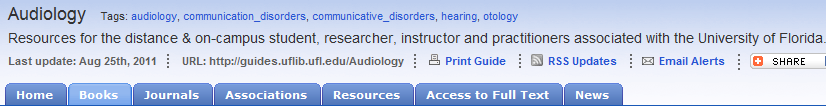 Audiology Tags: audiology, communication_disorders, communicative_disorders, hearing, otology
Resources for the distance & on-campus student, researcher, instructor and practitioners associated with the University of Florida.
Last update: Aug 25th, 2011 URL: http://guides.uflib.ufl.edu/Audiology Print Guide RSS Updates Email Alerts SHARE
Home Books Journals Associations Resources Access to Full Text News